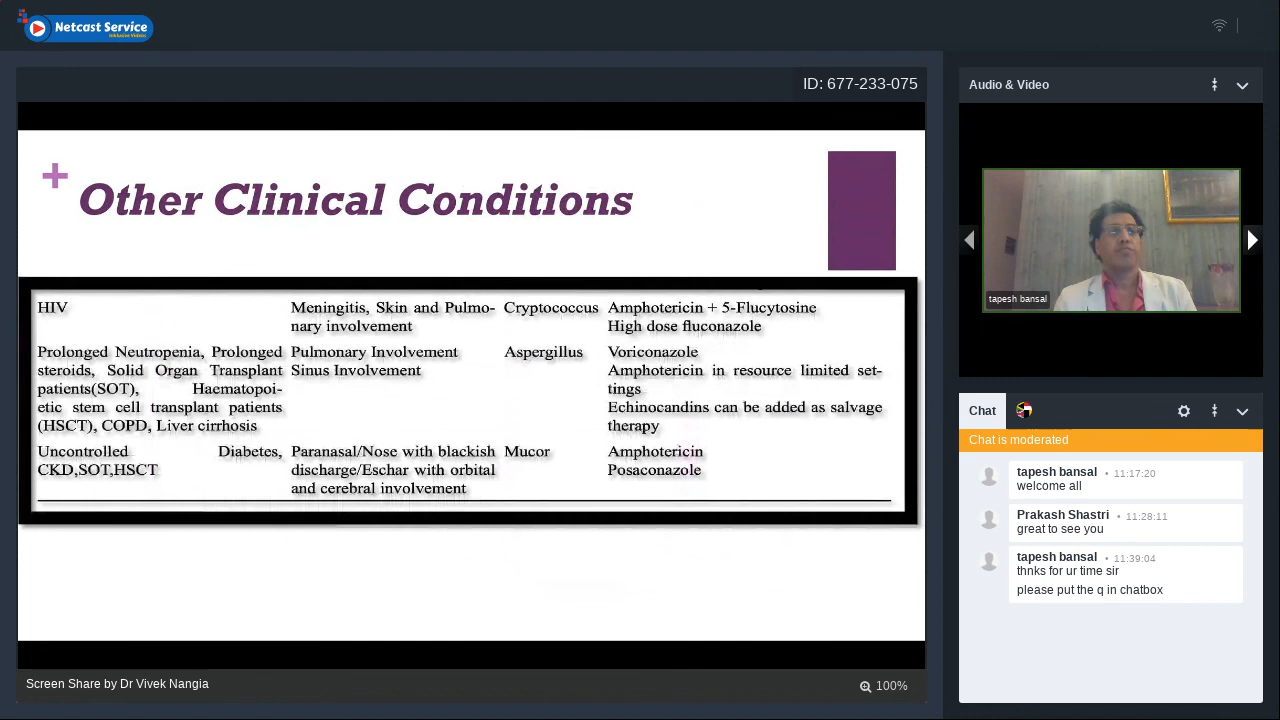 Netcast Service
Inklusive Videos
ID: 677-233-075
+ Other Clinical Conditions
HIV
Meningitis, Skin and Pulmo-
nary involvement
Cryptococcus
Amphotericin + 5-Flucytosine
High dose fluconazole
Prolonged Neutropenia, Prolonged
steroids, Solid Organ Transplant
patients(SOT), Haematopoi-
etic stem cell transplant patients
(HSCT), COPD, Liver cirrhosis
Pulmonary Involvement
Sinus Involvement
Aspergillus
Voriconazole
Amphotericin in resource limited set-
tings
Echinocandins can be added as salvage
therapy
Uncontrolled Diabetes,
CKD,SOT,HSCT
Paranasal/Nose with blackish
discharge/Eschar with orbital
and cerebral involvement
Mucor
Amphotericin
Posaconazole
Screen Share by Dr Vivek Nangia
100%
Audio & Video
tapesh bansal
Chat
Chat is moderated
tapesh bansal • 11:17:20
welcome all
Prakash Shastri • 11:28:11
great to see you
tapesh bansal • 11:39:04
thnks for ur time sir
please put the q in chatbox